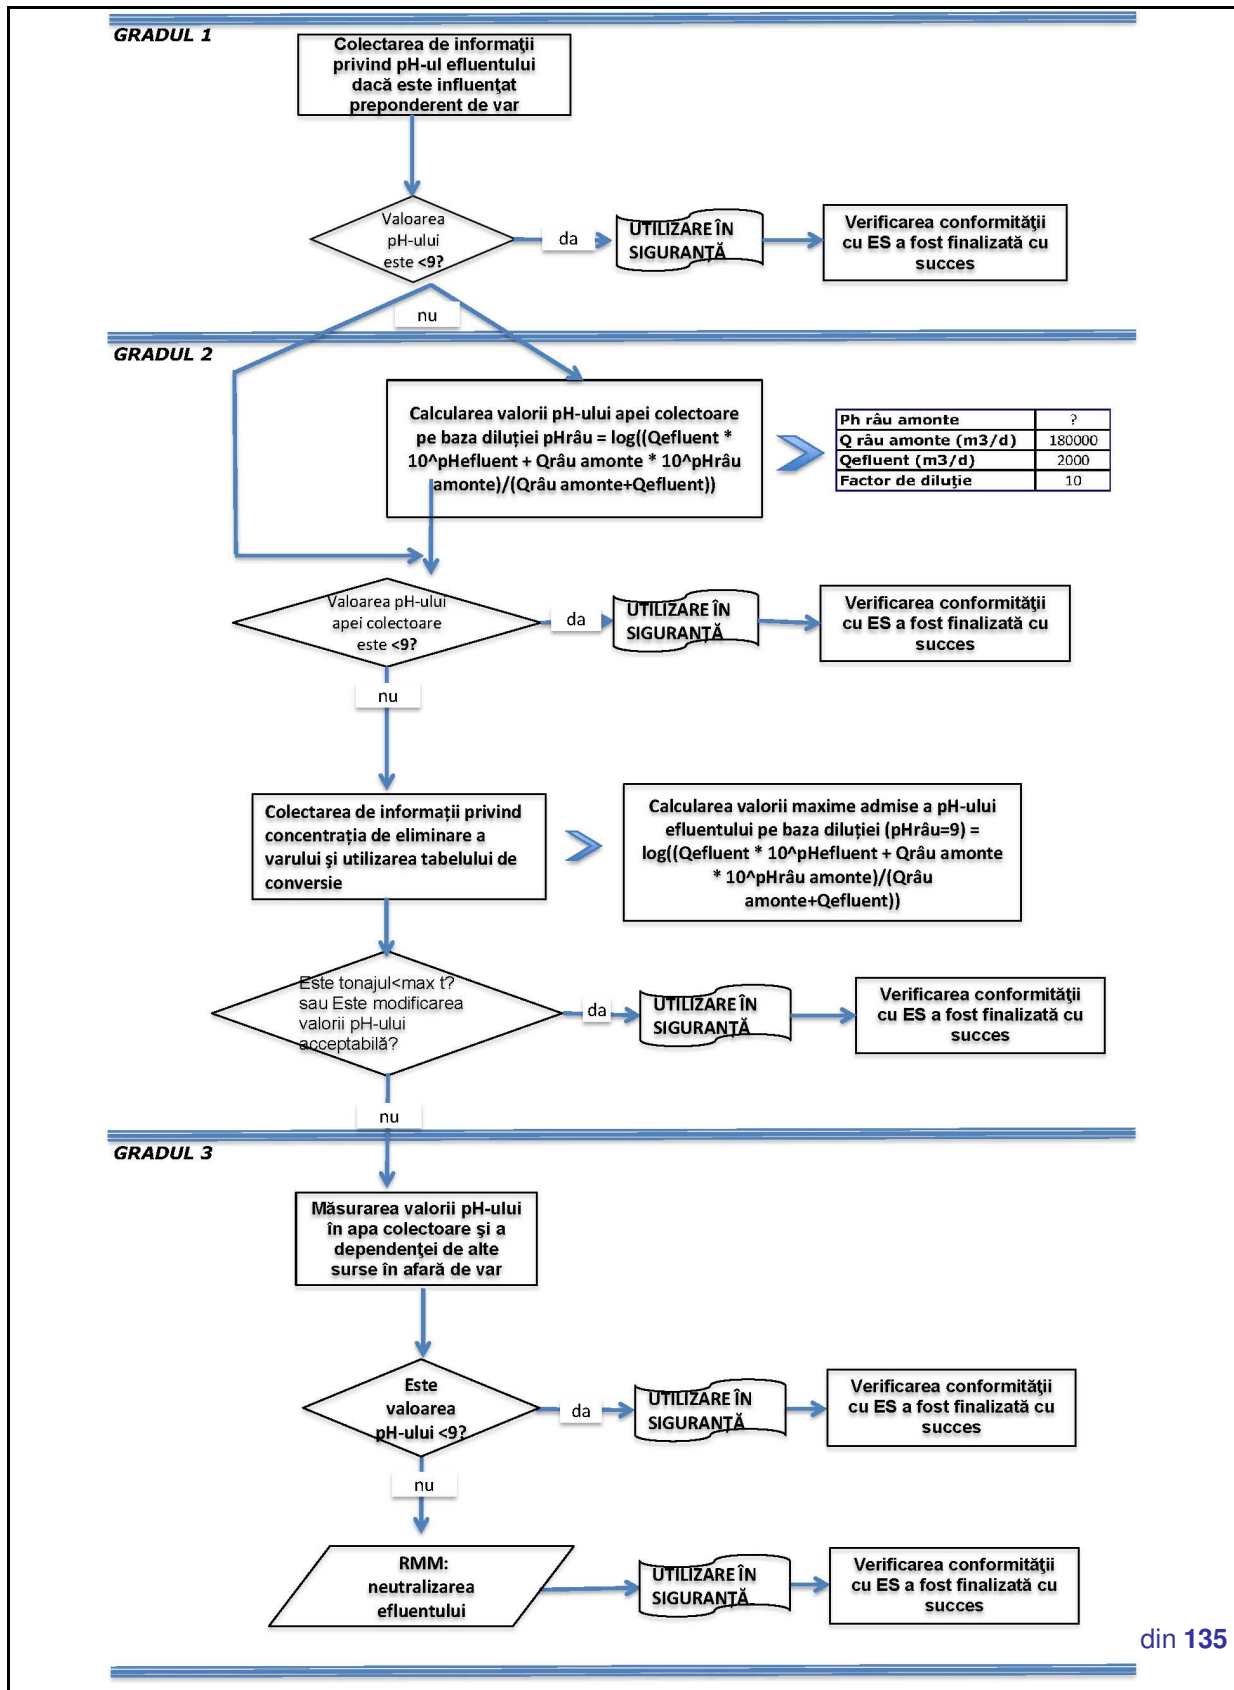 GRADUL 1
Colectarea de informaţii
privind pH-ul efluentului
dacă este influenţat
preponderent de var
Valoarea
pH-ului
este <9?
da
UTILIZARE ÎN
SIGURANȚĂ
Verificarea conformităţii
cu ES a fost finalizată cu
succes
nu
GRADUL 2
Calcularea valorii pH-ului apei colectoare
pe baza diluției pHrâu = log((Qefluent *
10^pHefluent + Qrâu amonte * 10^pHrâu
amonte)/(Qrâu amonte+Qefluent))
Ph râu amonte ?
Q râu amonte (m3/d) 180000
Qefluent (m3/d) 2000
Factor de diluţie 10
Valoarea pH-ului
apei colectoare
este <9?
da
UTILIZARE ÎN
SIGURANȚĂ
Verificarea conformităţii
cu ES a fost finalizată cu
succes
nu
Colectarea de informații privind
concentrația de eliminare a
varului și utilizarea tabelului de
conversie
Calcularea valorii maxime admise a pH-ului
efluentului pe baza diluției (pHrâu=9) =
log((Qefluent * 10^pHefluent + Qrâu amonte
* 10^pHrâu amonte)/(Qrâu
amonte+Qefluent))
Este tonajul<max t?
sau Este modificarea
valorii pH-ului
acceptabilă?
da
UTILIZARE ÎN
SIGURANȚĂ
Verificarea conformităţii
cu ES a fost finalizată cu
succes
nu
GRADUL 3
Măsurarea valorii pH-ului
în apa colectoare şi a
dependenţei de alte
surse în afară de var
Este
valoarea
pH-ului <9?
da
UTILIZARE ÎN
SIGURANȚĂ
Verificarea conformităţii
cu ES a fost finalizată cu
succes
nu
RMM:
neutralizarea
efluentului
UTILIZARE ÎN
SIGURANȚĂ
Verificarea conformităţii
cu ES a fost finalizată cu
succes
din 135